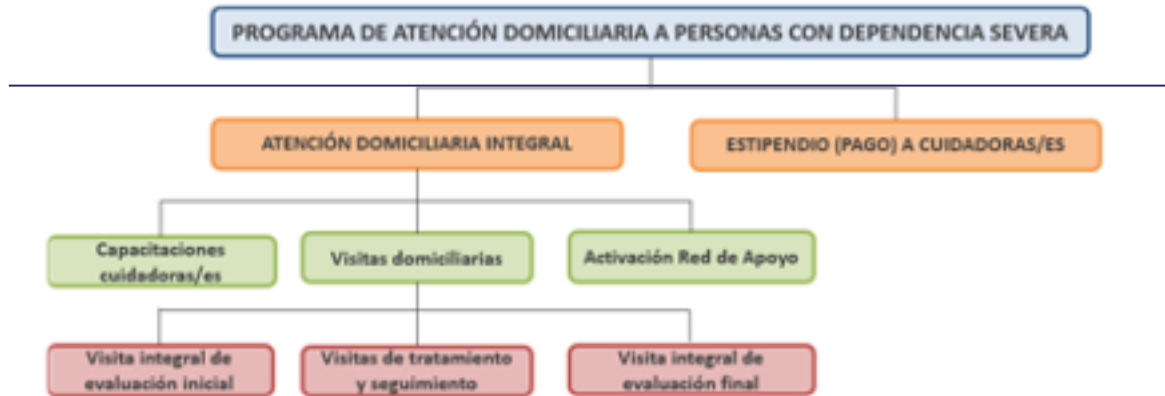 PROGRAMA DE ATENCIÓN DOMICILIARIA A PERSONAS CON DEPENDENCIA SEVERA
ATENCIÓN DOMICILIARIA INTEGRAL
ESTIPENDIO (PAGO) A CUIDADORAS/ES
Capacitaciones
cuidadoras/es
Visitas domiciliarias
Activación Red de Apoyo
Visita integral de
evaluación inicial
Visitas de tratamiento
y seguimiento
Visita integral de
evaluación final